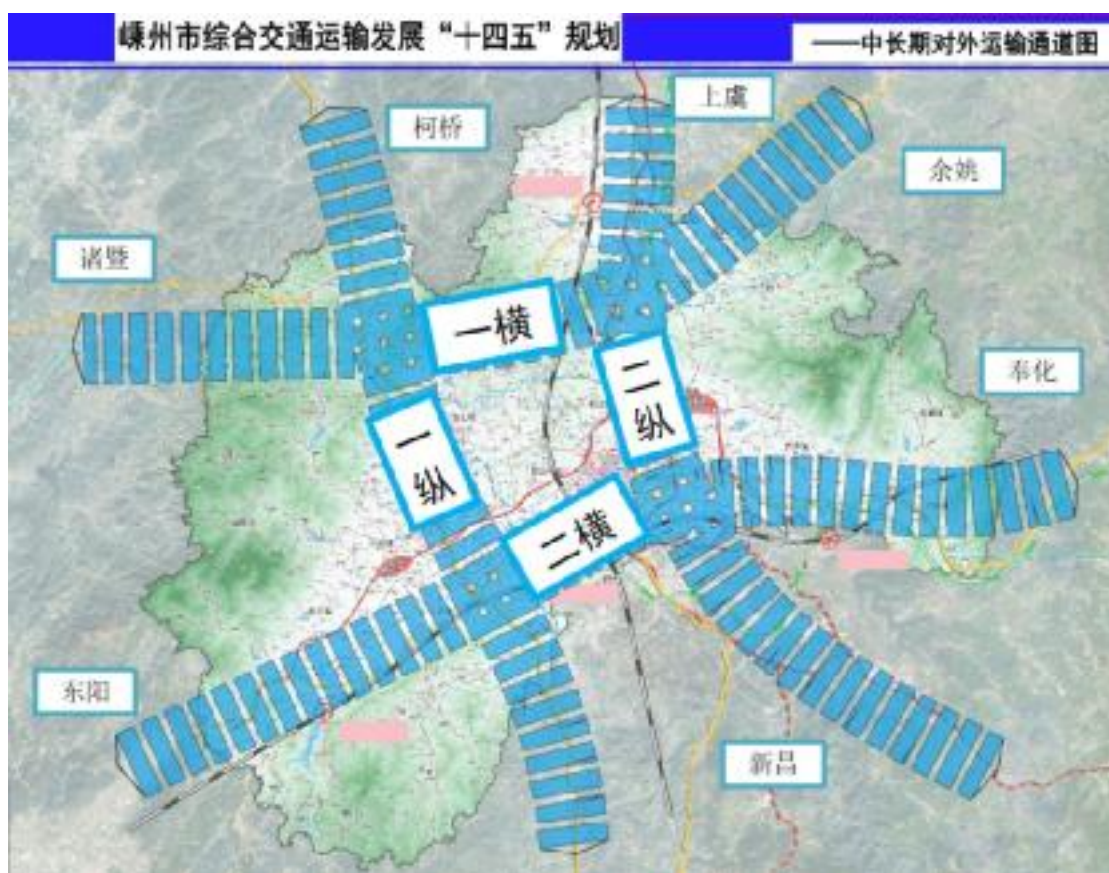 嵊州市综合交通运输发展“十四五”规划
——中长期对外运输通道图
上虞
柯桥
余姚
诸暨
一横
二
纵
奉化
一
纵
二横
东阳
新昌